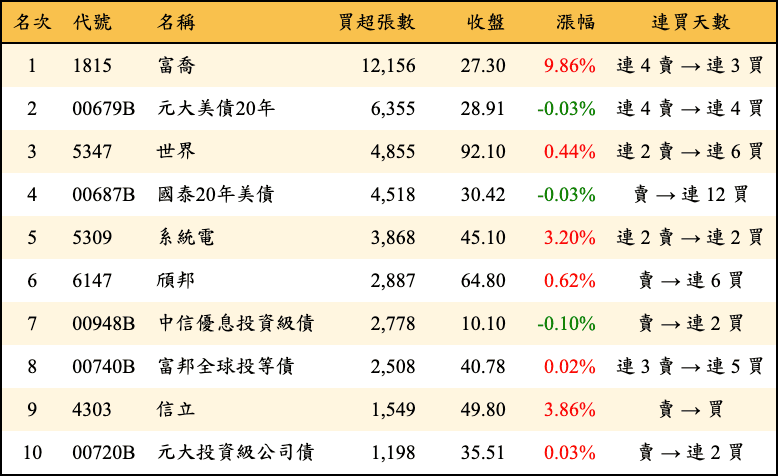 名次 代號 名稱 買超張數 收盤 漲幅 連買天數
1 1815 富喬 12,156 27.30 9.86% 連 4 賣 → 連 3 買
2 00679B 元大美債20年 6,355 28.91 -0.03% 連 4 賣 → 連 4 買
3 5347 世界 4,855 92.10 0.44% 連 2 賣 → 連 6 買
4 00687B 國泰20年美債 4,518 30.42 -0.03% 賣 → 連 12 買
5 5309 系統電 3,868 45.10 3.20% 連 2 賣 → 連 2 買
6 6147 頎邦 2,887 64.80 0.62% 賣 → 連 6 買
7 00948B 中信優息投資級債 2,778 10.10 -0.10% 賣 → 連 2 買
8 00740B 富邦全球投等債 2,508 40.78 0.02% 連 3 賣 → 連 5 買
9 4303 信立 1,549 49.80 3.86% 賣 → 買
10 00720B 元大投資級公司債 1,198 35.51 0.03% 賣 → 連 2 買